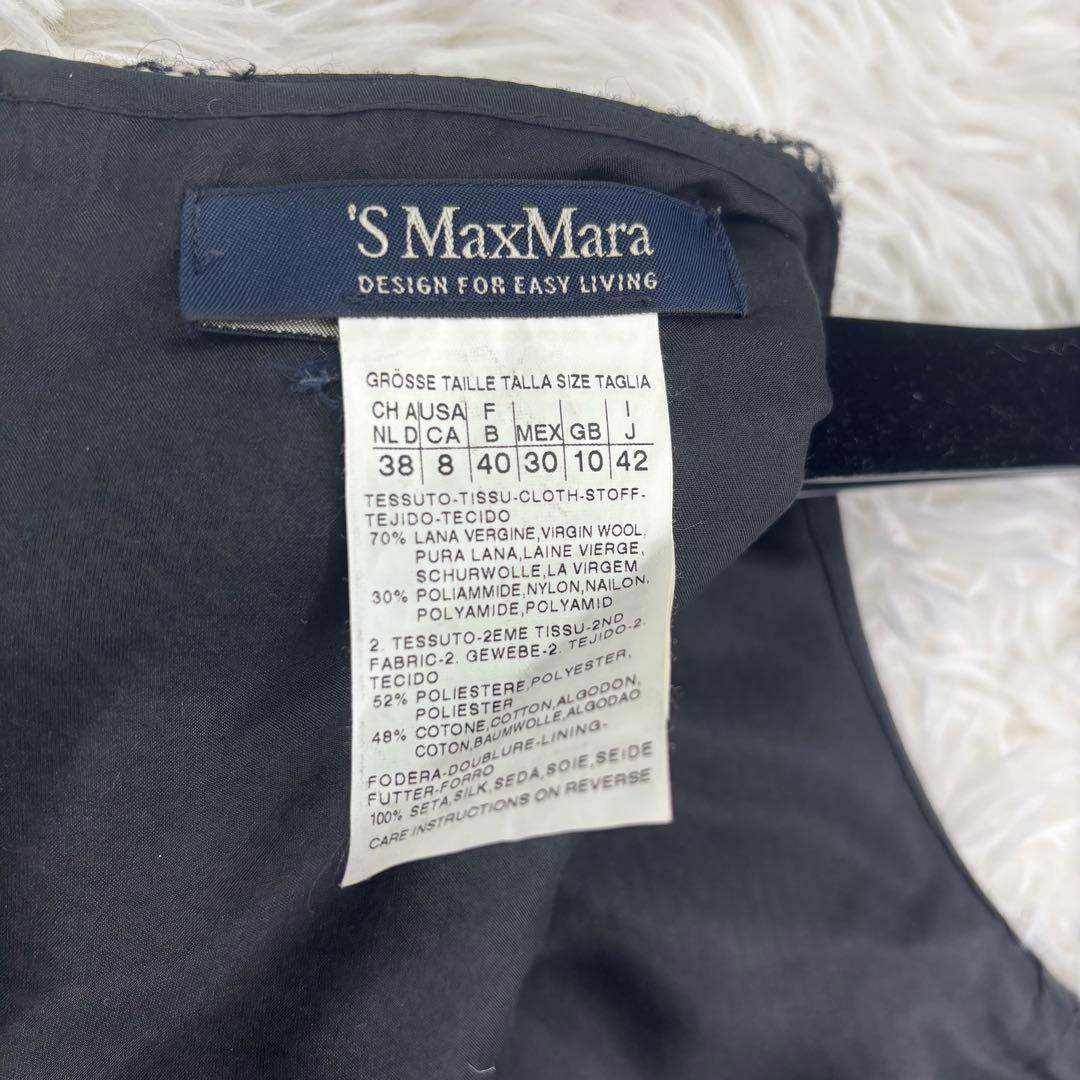 'S MaxMara
DESIGN FOR EASY LIVING
GRÖSSE TAILLE TALLA SIZE TAGLIA
CH A USA F I
NL D CA B MEX GB J
38 8 40 30 10 42
TESSUTO-TISSU-CLOTH-STOFF-
TEJIDO-TECIDO
70% LANA VERGINE,VIRGIN WOOL,
PURA LANA,LAINE VIERGE,
SCHURWOLLE,LA VIRGEM
30% POLIAMMIDE,NYLON,NAILON,
POLYAMIDE,POLYAMID
2. TESSUTO-2EME TISSU-2ND
FABRIC-2. GEWEBE-2. TEJIDO-2.
TECIDO
52% POLIESTERE,POLYESTER,
POLIESTER
48% COTONE,COTTON,ALGODON,
COTON,BAUMWOLLE,ALGODAO
FODERA-DOUBLURE-LINING-
FUTTER-FORRO
100% SETA,SILK,SEDA,SOIE,SEIDE
CARE INSTRUCTIONS ON REVERSE